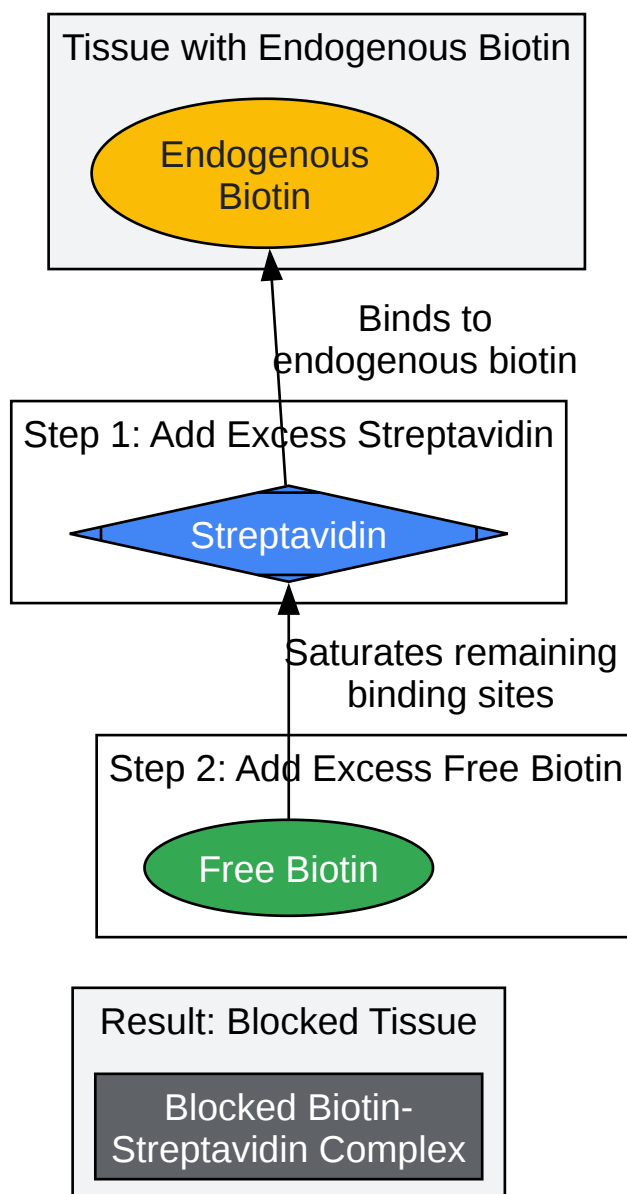 Tissue with Endogenous Biotin
Endogenous
Biotin
Binds to
endogenous biotin
Step 1: Add Excess Streptavidin
Streptavidin
Saturates remaining
binding sites
Step 2: Add Excess Free Biotin
Free Biotin
Result: Blocked Tissue
Blocked Biotin-
Streptavidin Complex